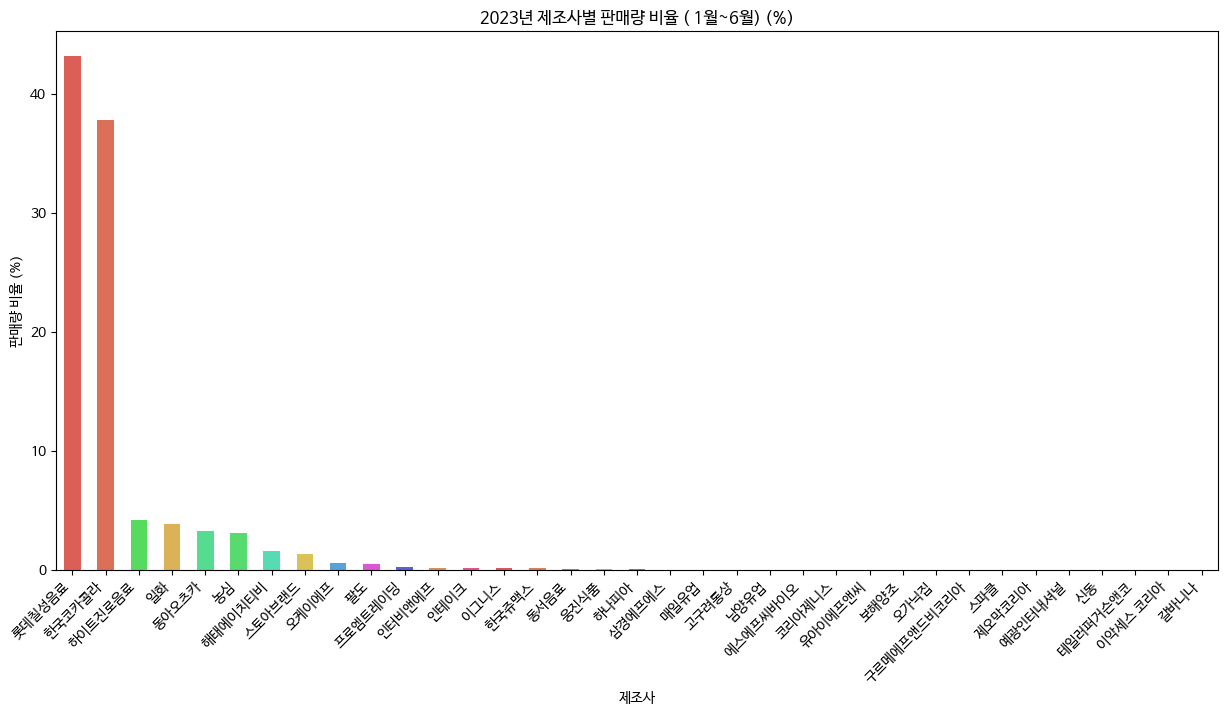 2023년 제조사별 판매량 비율 ( 1월~6월) (%)
판매량 비율 (%)
40
30
20
10
0
롯데칠성음료
한국코카콜라
하이트진로음료
일화
동아오츠카
농심
해태에이치티비
스토아브랜드
오케이에프
팔도
프로엠트레이딩
인터비앤에프
인테이크
이그니스
한국쥬맥스
동서음료
웅진식품
하나피아
삼경에프에스
매일유업
고구려통상
남양유업
에스에프씨바이오
코리아제니스
유아이에프앤씨
보해양조
오가닉집
구르메에프앤드비코리아
스파클
제오빅코리아
예광인터내셔널
신동
테일러퍼거슨앤코
이악세스 코리아
갈바니나
제조사